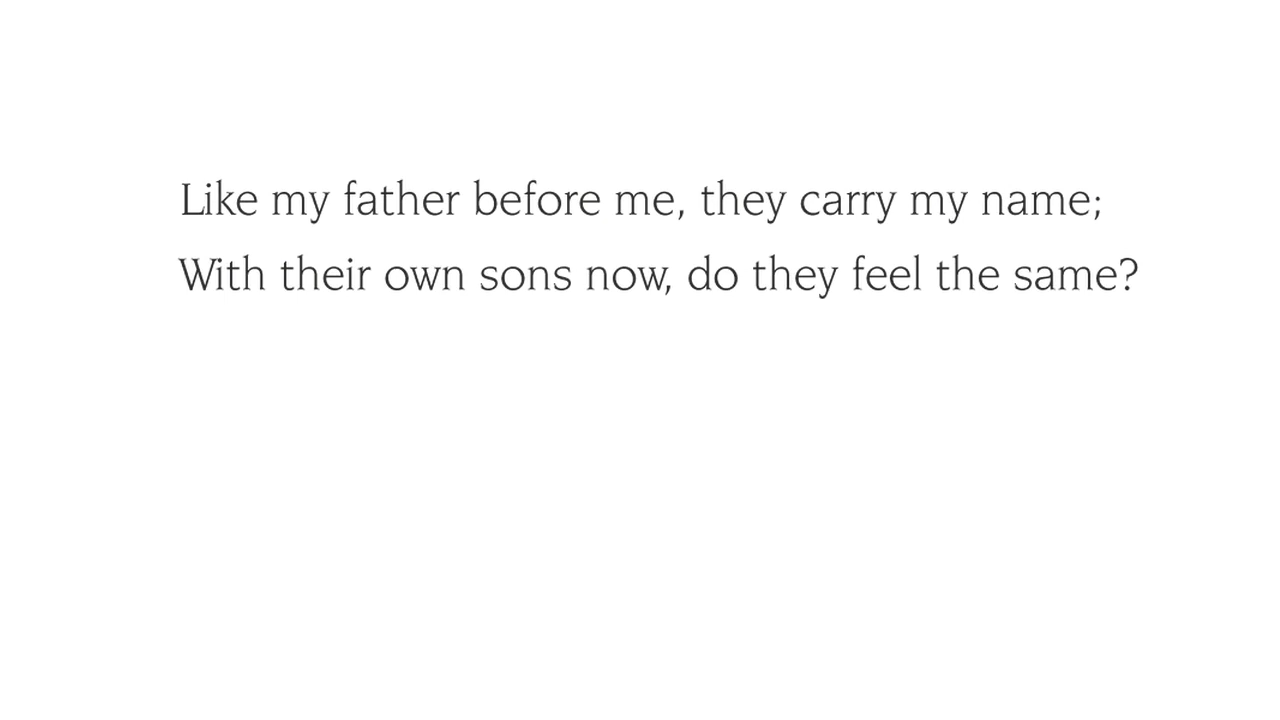 Like my father before me, they carry my name;
With their own sons now, do they feel the same?